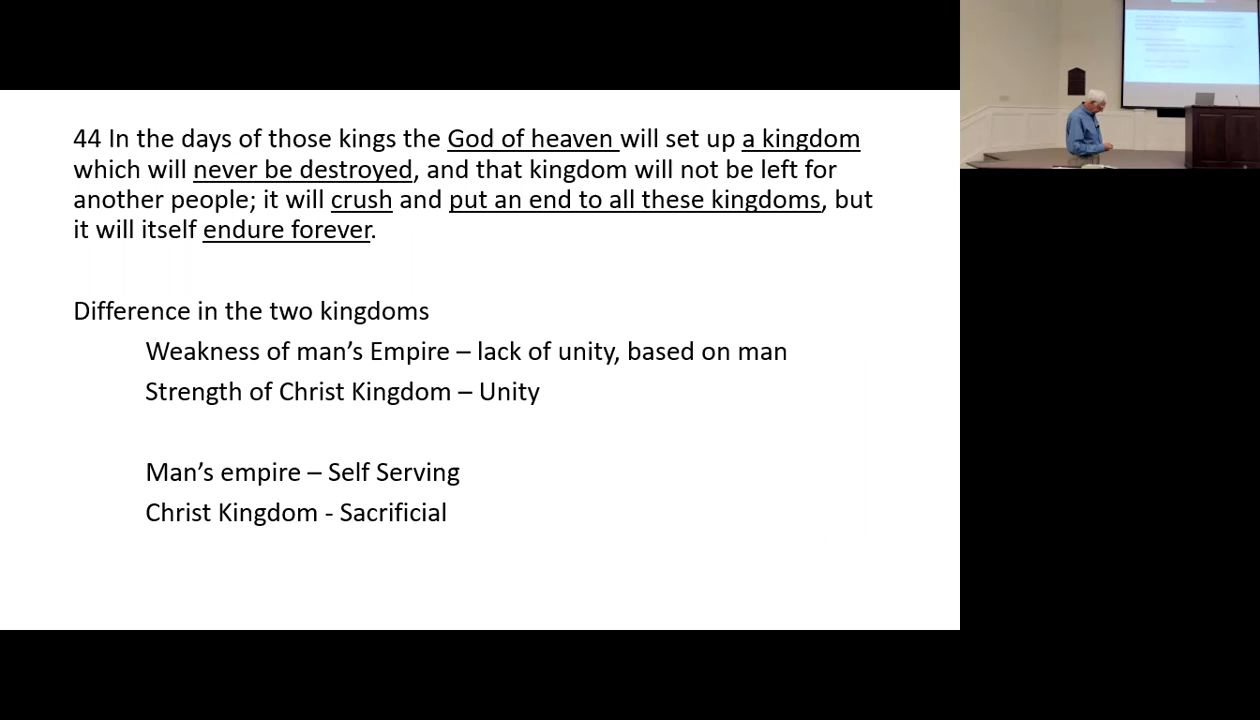 44 In the days of those kings the God of heaven will set up a kingdom
which will never be destroyed, and that kingdom will not be left for
another people; it will crush and put an end to all these kingdoms, but
it will itself endure forever.
Difference in the two kingdoms
Weakness of man’s Empire – lack of unity, based on man
Strength of Christ Kingdom – Unity
Man’s empire – Self Serving
Christ Kingdom - Sacrificial